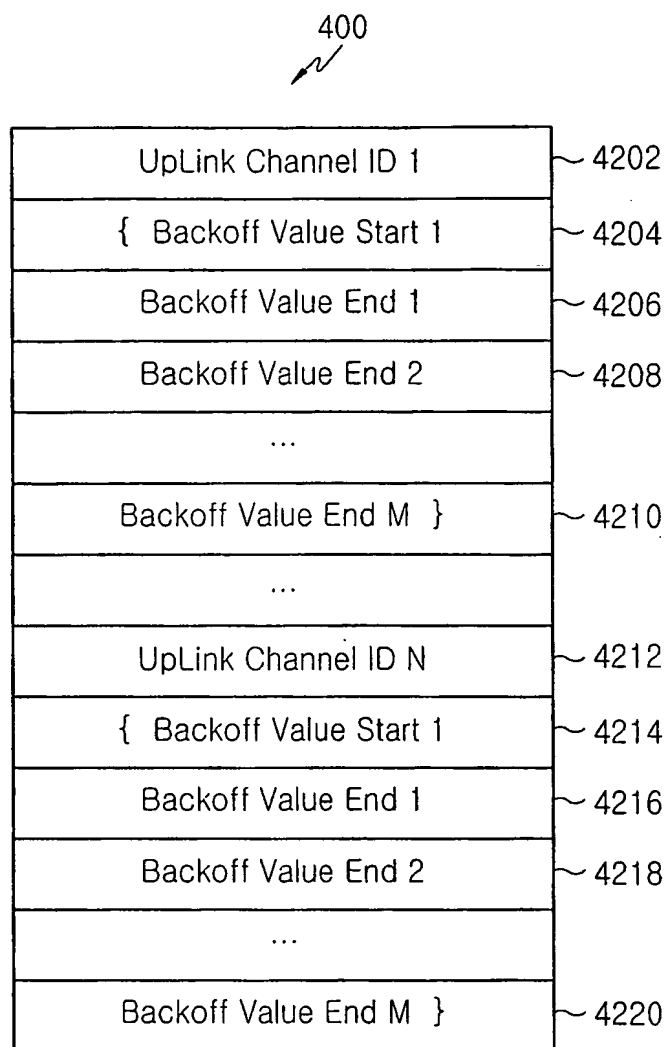 400
UpLink Channel ID 1 4202
{ Backoff Value Start 1 4204
Backoff Value End 1 4206
Backoff Value End 2 4208
...
Backoff Value End M } 4210
...
UpLink Channel ID N 4212
{ Backoff Value Start 1 4214
Backoff Value End 1 4216
Backoff Value End 2 4218
...
Backoff Value End M } 4220